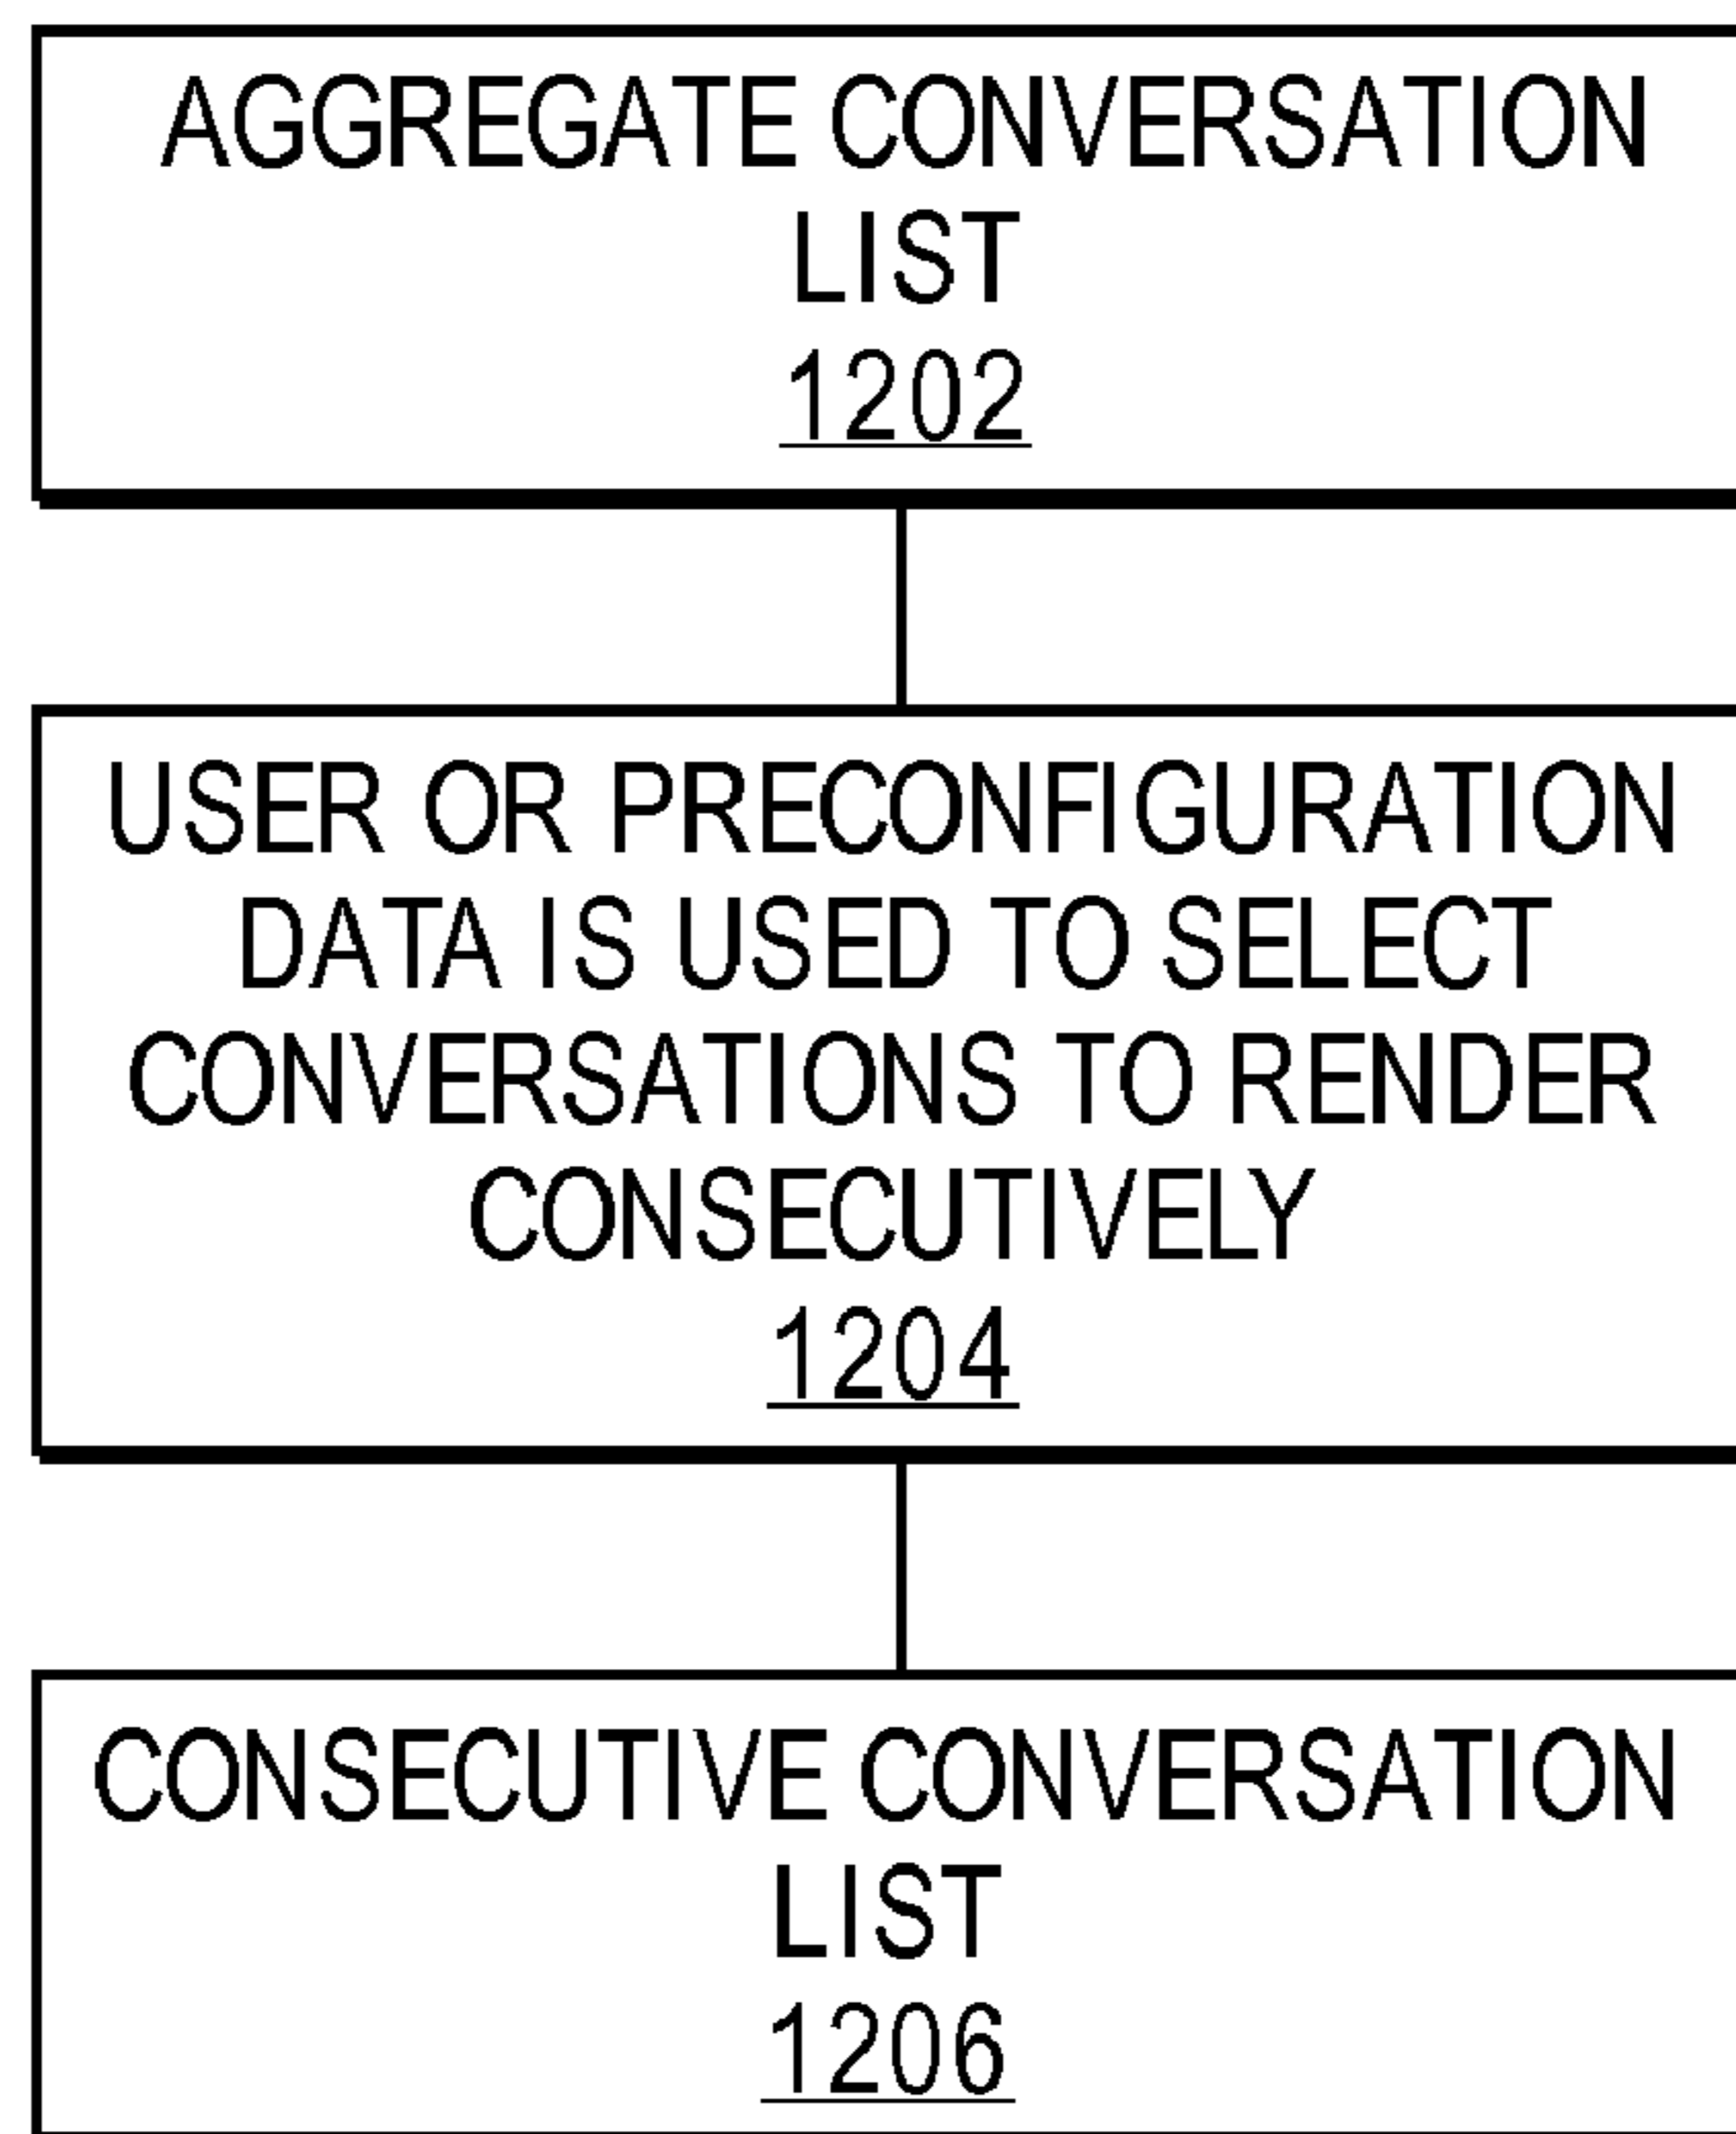 AGGREGATE CONVERSATION
LIST
1202
USER OR PRECONFIGURATION
DATA IS USED TO SELECT
CONVERSATIONS TO RENDER
CONSECUTIVELY
1204
CONSECUTIVE CONVERSATION
LIST
1206